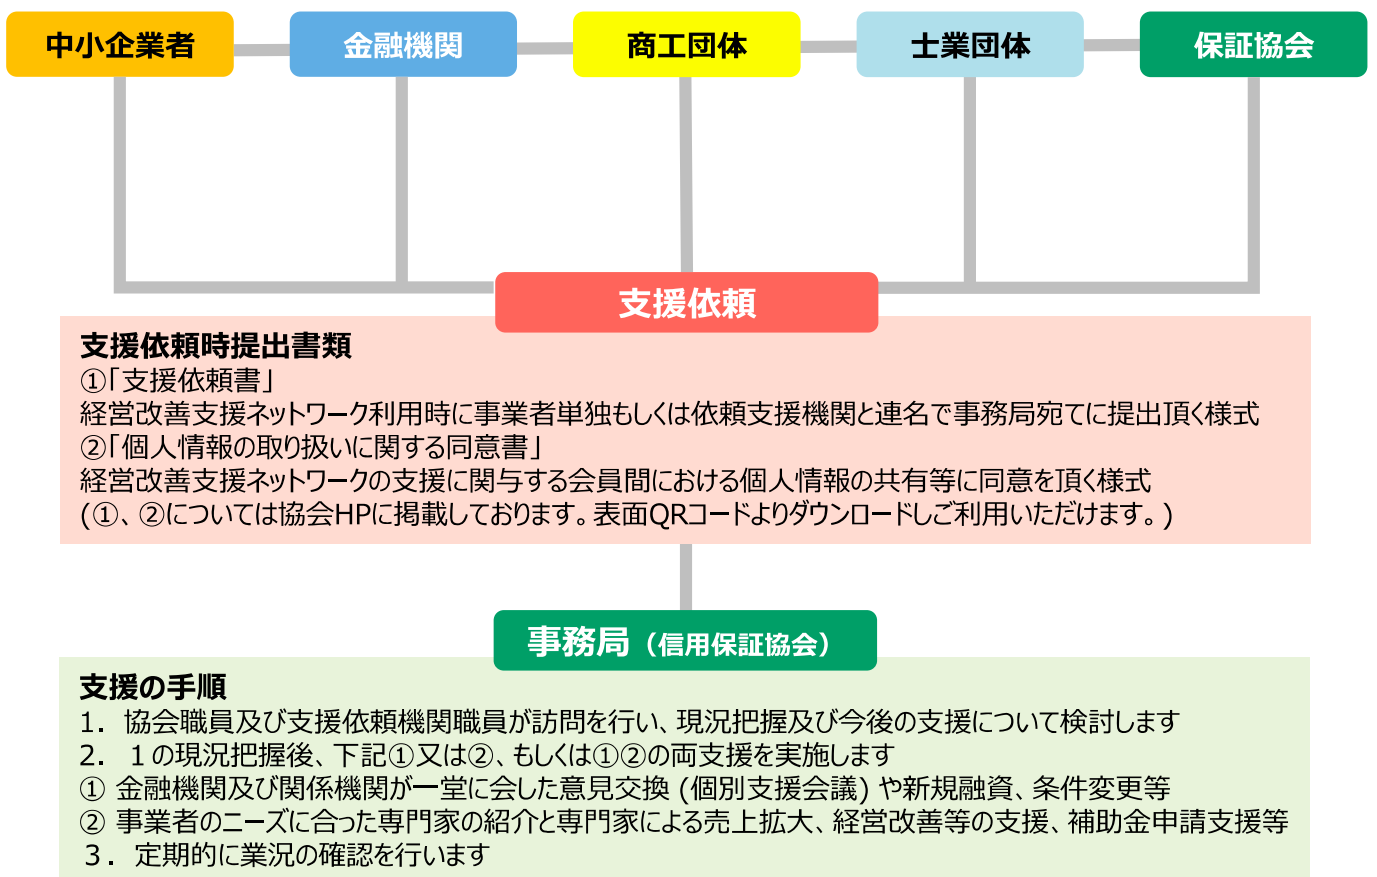 中小企業者 金融機関 商工団体 士業団体 保証協会
支援依頼
支援依頼時提出書類
①「支援依頼書」
経営改善支援ネットワーク利用時に事業者単独もしくは依頼支援機関と連名で事務局宛てに提出頂く様式
②「個人情報の取り扱いに関する同意書」
経営改善支援ネットワークの支援に関与する会員間における個人情報の共有等に同意を頂く様式
(①、②については協会HPに掲載しております。表面QRコードよりダウンロードしご利用いただけます。)
事務局（信用保証協会）
支援の手順
1．協会職員及び支援依頼機関職員が訪問を行い、現況把握及び今後の支援について検討します
2．１の現況把握後、下記①又は②、もしくは①②の両支援を実施します
① 金融機関及び関係機関が一堂に会した意見交換 (個別支援会議) や新規融資、条件変更等
② 事業者のニーズに合った専門家の紹介と専門家による売上拡大、経営改善等の支援、補助金申請支援等
３．定期的に業況の確認を行います